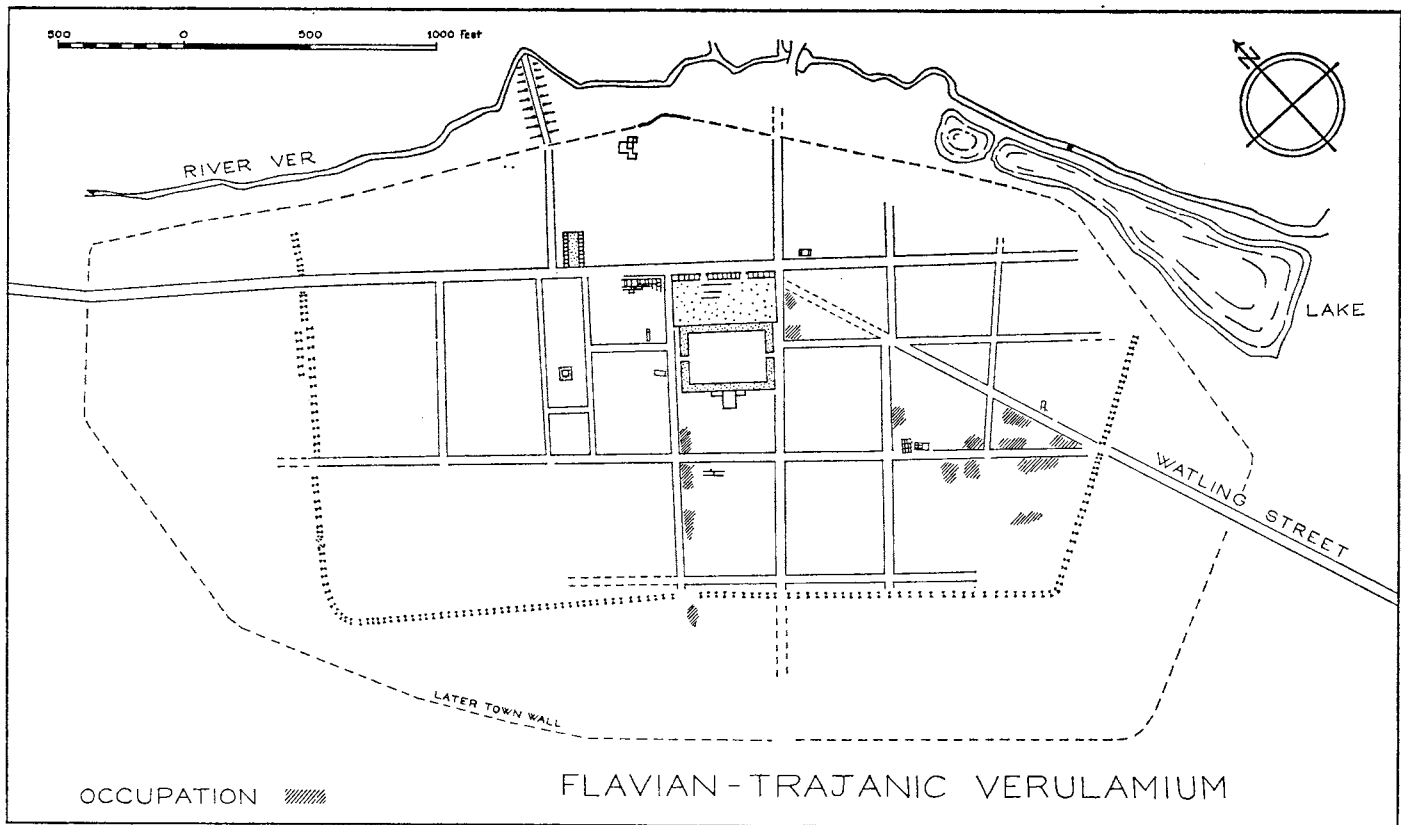 500 0 500 1000 Feet
N
RIVER VER
LAKE
WATLING STREET
LATER TOWN WALL
OCCUPATION
FLAVIAN-TRAJANIC VERULAMIUM